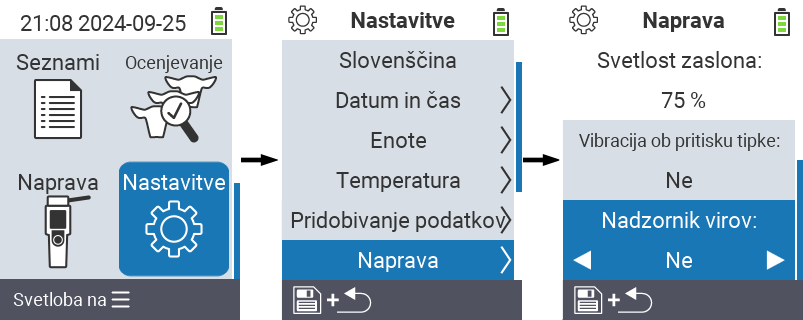 21:08 2024-09-25
Seznami
Ocenjevanje
Naprava
Nastavitve
Svetloba na
Nastavitve
Slovenščina
Datum in čas
Enote
Temperatura
Pridobivanje podatkov
Naprava
+
Naprava
Svetlost zaslona:
75 %
Vibracija ob pritisku tipke:
Ne
Nadzornik virov:
Ne
+